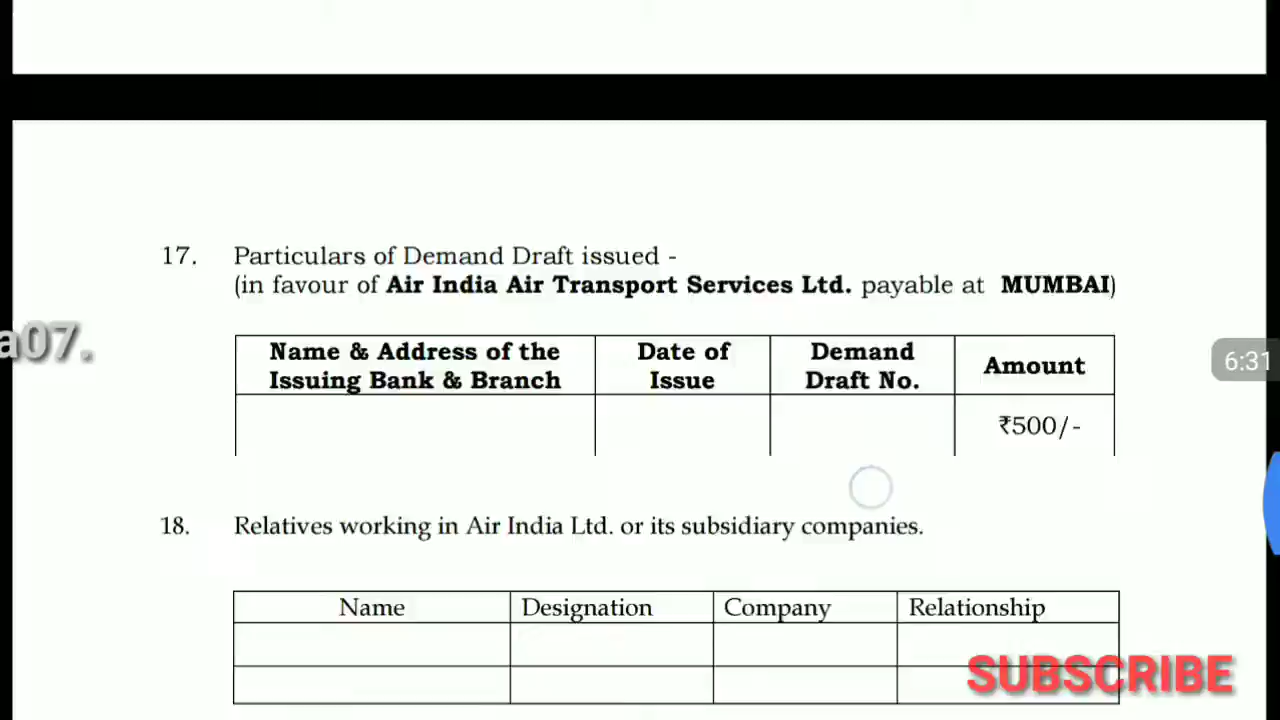 17. Particulars of Demand Draft issued -
(in favour of Air India Air Transport Services Ltd. payable at MUMBAI)
a07.
Name & Address of the Issuing Bank & Branch | Date of Issue | Demand Draft No. | Amount
₹500/-
6:31
18. Relatives working in Air India Ltd. or its subsidiary companies.
Name | Designation | Company | Relationship
SUBSCRIBE